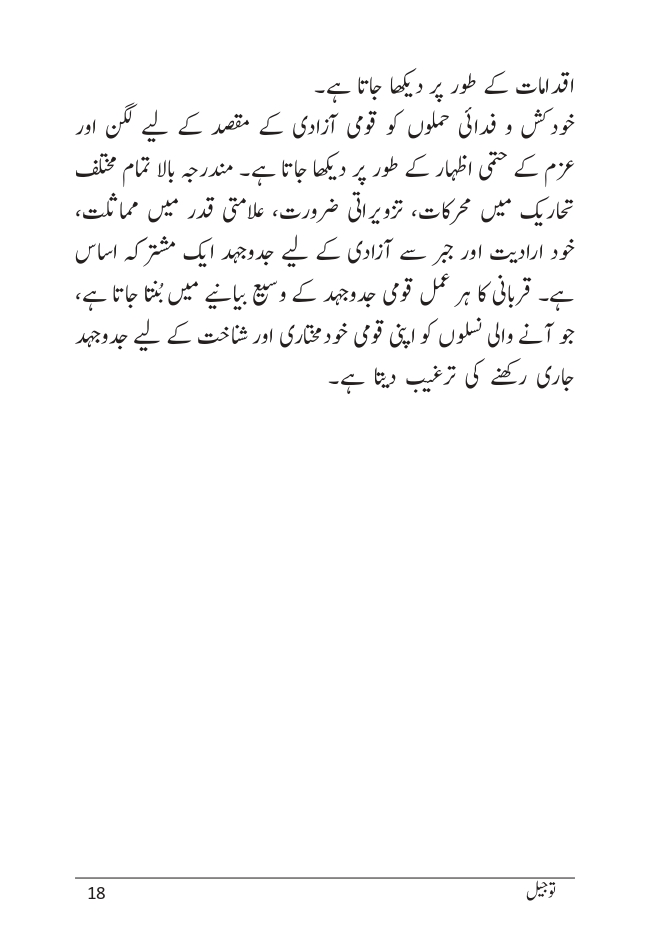 اقدامات کے طور پر دیکھا جاتا ہے۔
خودکش و فدائی حملوں کو قومی آزادی کے مقصد کے لیے لگن اور
عزم کے حتمی اظہار کے طور پر دیکھا جاتا ہے۔ مندرجہ بالا تمام مختلف
تحاریک میں محرکات، تزویراتی ضرورت، علامتی قدر میں مماثلت،
خود ارادیت اور جبر سے آزادی کے لیے جدوجہد ایک مشترکہ اساس
ہے۔ قربانی کا ہر عمل قومی جدوجہد کے وسیع بیانیے میں بُنتا جاتا ہے،
جو آنے والی نسلوں کو اپنی قومی خودمختاری اور شناخت کے لیے جدوجہد
جاری رکھنے کی ترغیب دیتا ہے۔
توجیل
18